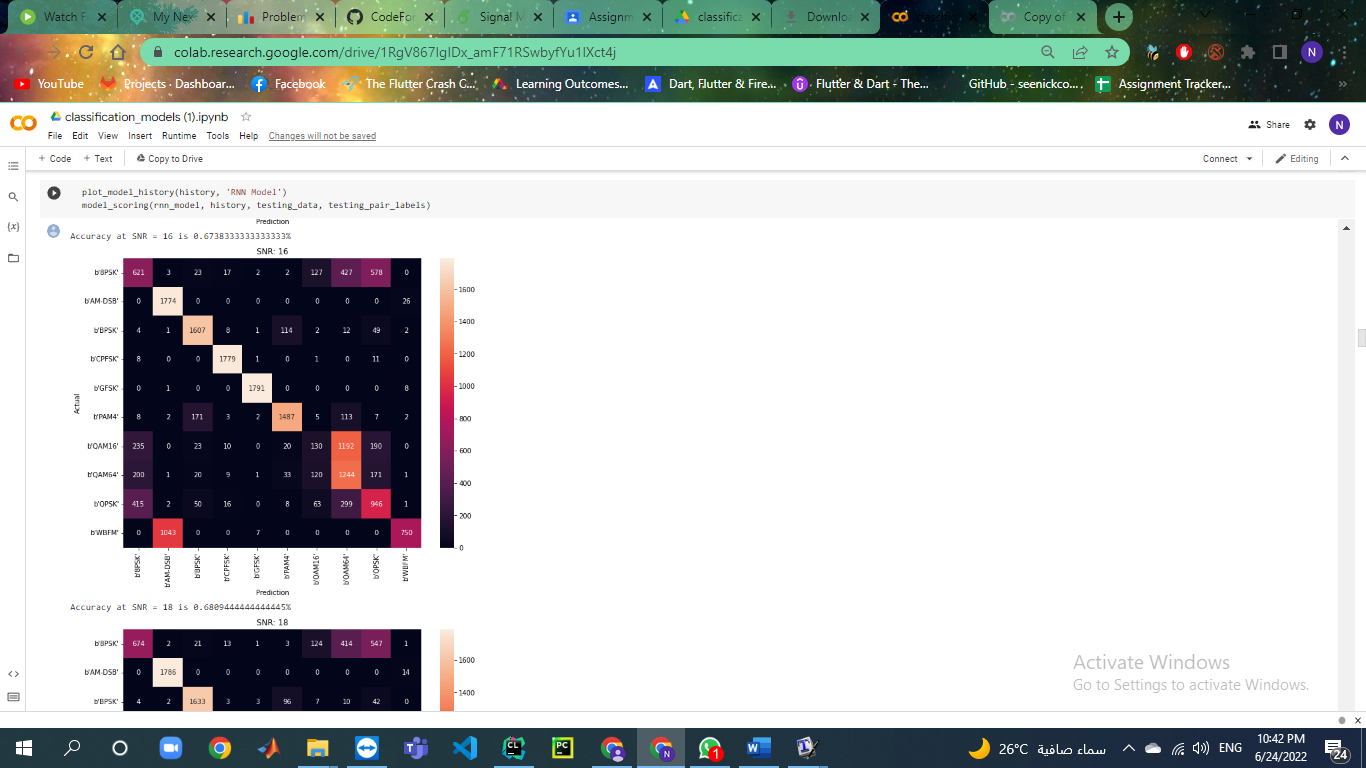 Watch F
My Nex
Problem
CodeFor
Signal M
Assignm
classifica
Downloa
Copy of
colab.research.google.com/drive/1RgV867IgIDx_amF71RSwbyfYu1IXct4j
N
YouTube
Projects · Dashboar...
Facebook
The Flutter Crash C...
Learning Outcomes...
Dart, Flutter & Fire...
Flutter & Dart - The...
GitHub - seenickco...
Assignment Tracker...
»
classification_models (1).ipynb
File Edit View Insert Runtime Tools Help Changes will not be saved
Share
N
+ Code + Text Copy to Drive
Connect
Editing
plot_model_history(history, 'RNN Model')
model_scoring(rnn_model, history, testing_data, testing_pair_labels)
Prediction
Accuracy at SNR = 16 is 0.6738333333333333%
SNR: 16
b'8PSK' 621 3 23 17 2 2 127 427 578 0
b'AM-DSB' 0 1774 0 0 0 0 0 0 0 26
b'BPSK' 4 1 1607 8 1 114 2 12 49 2
b'CPFSK' 8 0 0 1779 1 0 1 0 11 0
b'GFSK' 0 1 0 0 1791 0 0 0 0 8
b'PAM4' 8 2 171 3 2 1487 5 113 7 2
b'QAM16' 235 0 23 10 0 20 130 1192 190 0
b'QAM64' 200 1 20 9 1 33 120 1244 171 1
b'QPSK' 415 2 50 16 0 8 63 299 946 1
b'WBFM' 0 1043 0 0 7 0 0 0 0 750
Actual
b'8PSK' b'AM-DSB' b'BPSK' b'CPFSK' b'GFSK' b'PAM4' b'QAM16' b'QAM64' b'QPSK' b'WBFM'
Prediction
1600
1400
1200
1000
800
600
400
200
0
Accuracy at SNR = 18 is 0.6809444444444445%
SNR: 18
b'8PSK' 674 2 21 13 1 3 124 414 547 1
b'AM-DSB' 0 1786 0 0 0 0 0 0 0 14
b'BPSK' 4 2 1633 3 3 96 7 10 42 0
1600
1400
Activate Windows
Go to Settings to activate Windows.
26°C سماء صافية
ENG
10:42 PM
6/24/2022
24